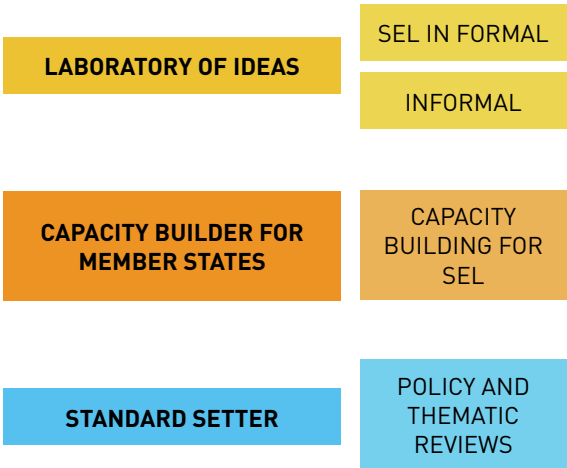 LABORATORY OF IDEAS
SEL IN FORMAL
INFORMAL
CAPACITY BUILDER FOR
MEMBER STATES
CAPACITY
BUILDING FOR
SEL
STANDARD SETTER
POLICY AND
THEMATIC
REVIEWS